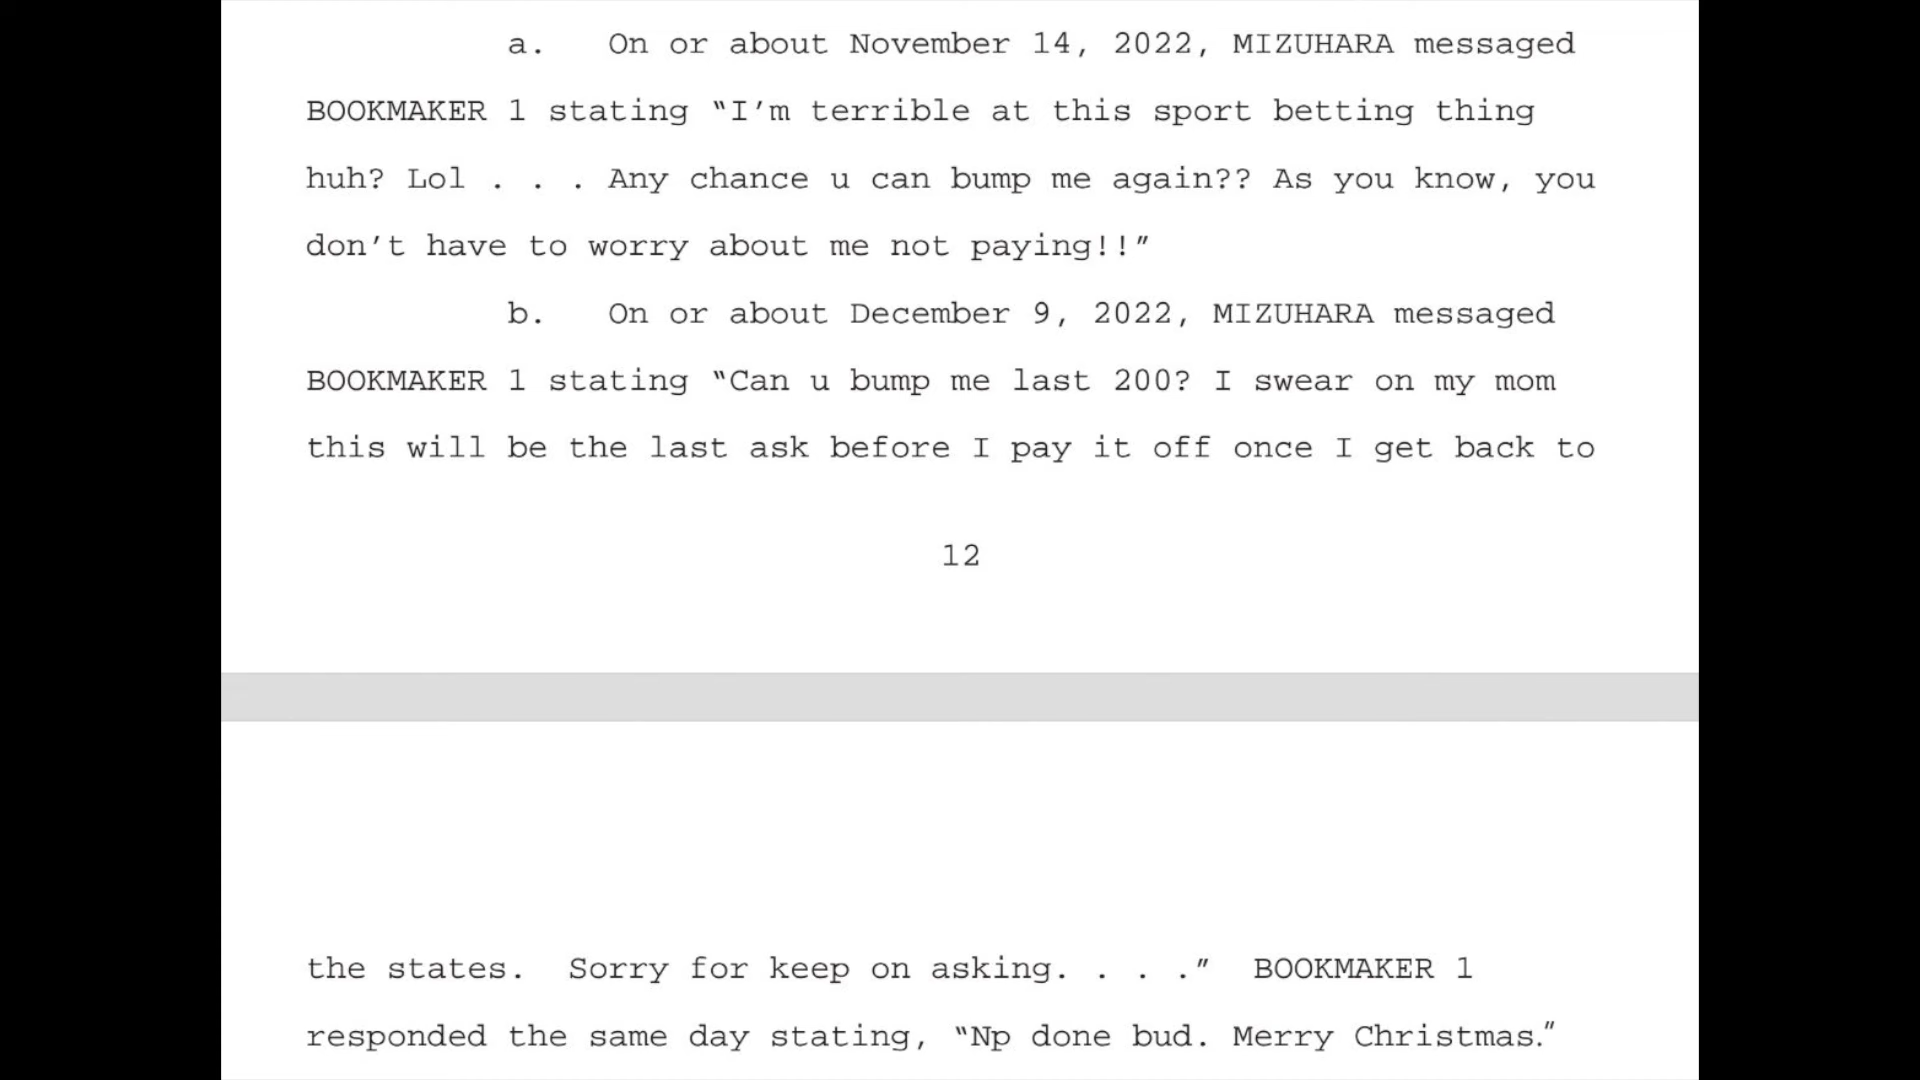 a. On or about November 14, 2022, MIZUHARA messaged
BOOKMAKER 1 stating “I’m terrible at this sport betting thing
huh? Lol . . . Any chance u can bump me again?? As you know, you
don’t have to worry about me not paying!!”
b. On or about December 9, 2022, MIZUHARA messaged
BOOKMAKER 1 stating “Can u bump me last 200? I swear on my mom
this will be the last ask before I pay it off once I get back to
12
the states. Sorry for keep on asking. . . .” BOOKMAKER 1
responded the same day stating, “Np done bud. Merry Christmas.”